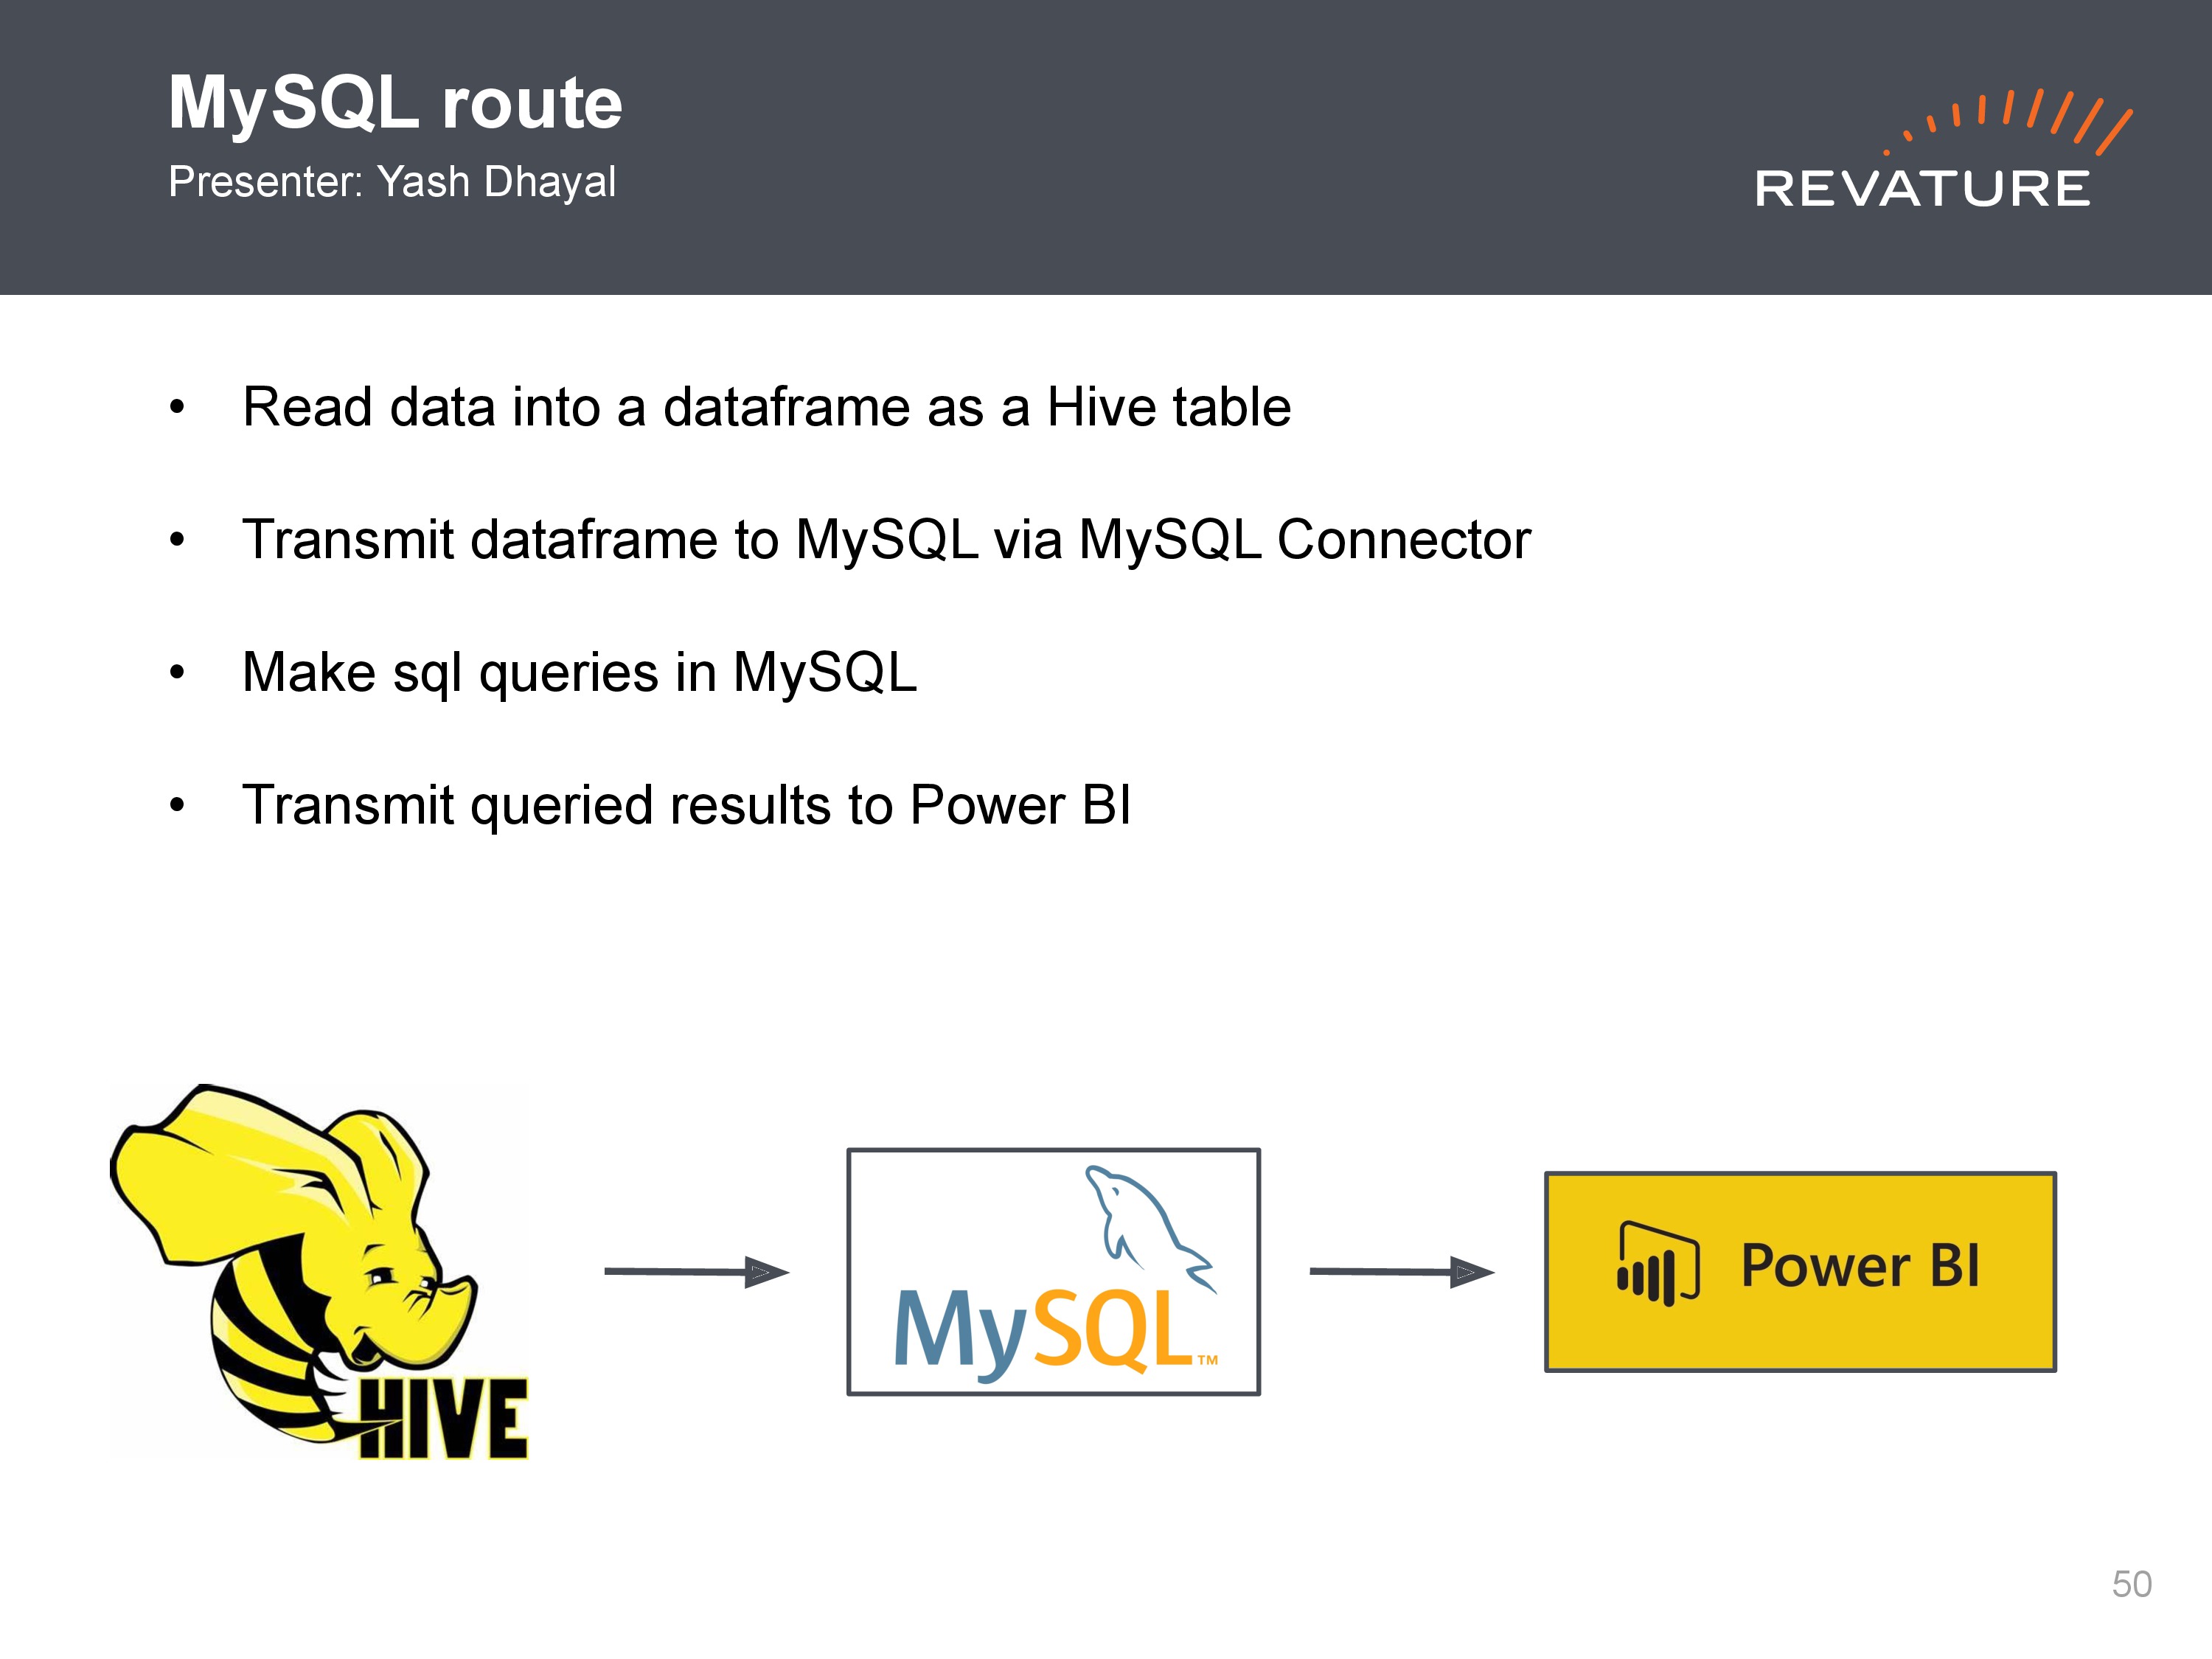 MySQL route
Presenter: Yash Dhayal
REVATURE
• Read data into a dataframe as a Hive table
• Transmit dataframe to MySQL via MySQL Connector
• Make sql queries in MySQL
• Transmit queried results to Power BI
HIVE
MySQL™
Power BI
50